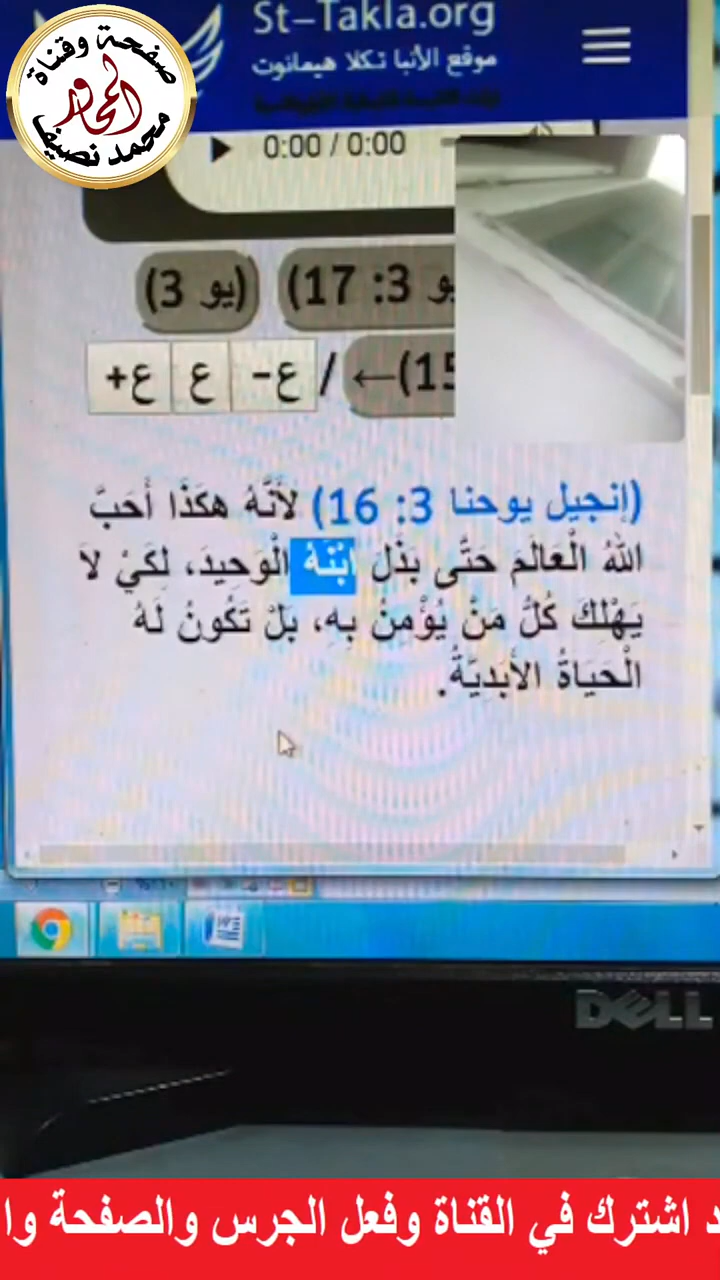 صفحة وقناة
المحاور
محمد نصيف
St-Takla.org
موقع الأنبا تكلا هيمانوت
0:00 / 0:00
(يو 3)
يو 3: 17)
15)←
/
ع-
ع
ع+
(إنجيل يوحنا 3: 16) لأَنَّهُ هكَذَا أَحَبَّ
اللهُ الْعَالَمَ حَتَّى بَذَلَ ابْنَهُ الْوَحِيدَ، لِكَيْ لاَ
يَهْلِكَ كُلُّ مَنْ يُؤْمِنُ بِهِ، بَلْ تَكُونُ لَهُ
الْحَيَاةُ الأَبَدِيَّةُ.
DELL
د اشترك في القناة وفعل الجرس والصفحة وا